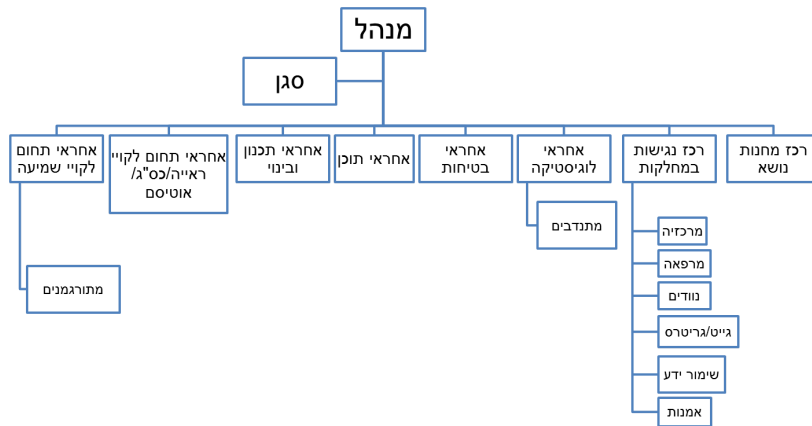 מנהל
סגן
רכז מחנות
נושא
רכז נגישות
במחלקות
אחראי
לוגיסטיקה
אחראי
בטיחות
אחראי תוכן
אחראי תכנון
ובינוי
אחראי תחום לקויי
ראייה/כס"ג/
אוטיסם
אחראי תחום
לקויי שמיעה
מרכזיה
מרפאה
נוודים
גייט/גריטרס
שימור ידע
אמנות
מתנדבים
מתורגמנים